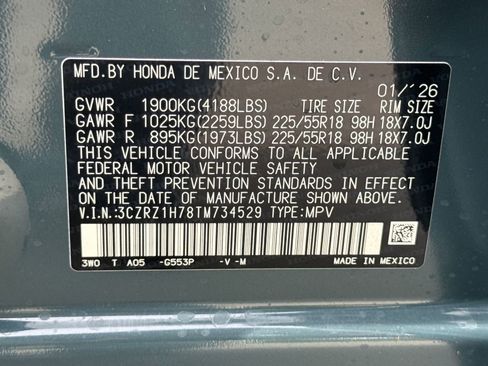 MFD.BY HONDA DE MEXICO S.A. DE C.V.
01/´26
GVWR 1900KG(4188LBS) TIRE SIZE RIM SIZE
GAWR F 1025KG(2259LBS) 225/55R18 98H 18X7.0J
GAWR R 895KG(1973LBS) 225/55R18 98H 18X7.0J
THIS VEHICLE CONFORMS TO ALL APPLICABLE
FEDERAL MOTOR VEHICLE SAFETY
AND THEFT PREVENTION STANDARDS IN EFFECT
ON THE DATE OF MANUFACTURE SHOWN ABOVE.
V.I.N:3CZRZ1H78TM734529 TYPE:MPV
3W0 T A05 -G553P -V -M MADE IN MEXICO